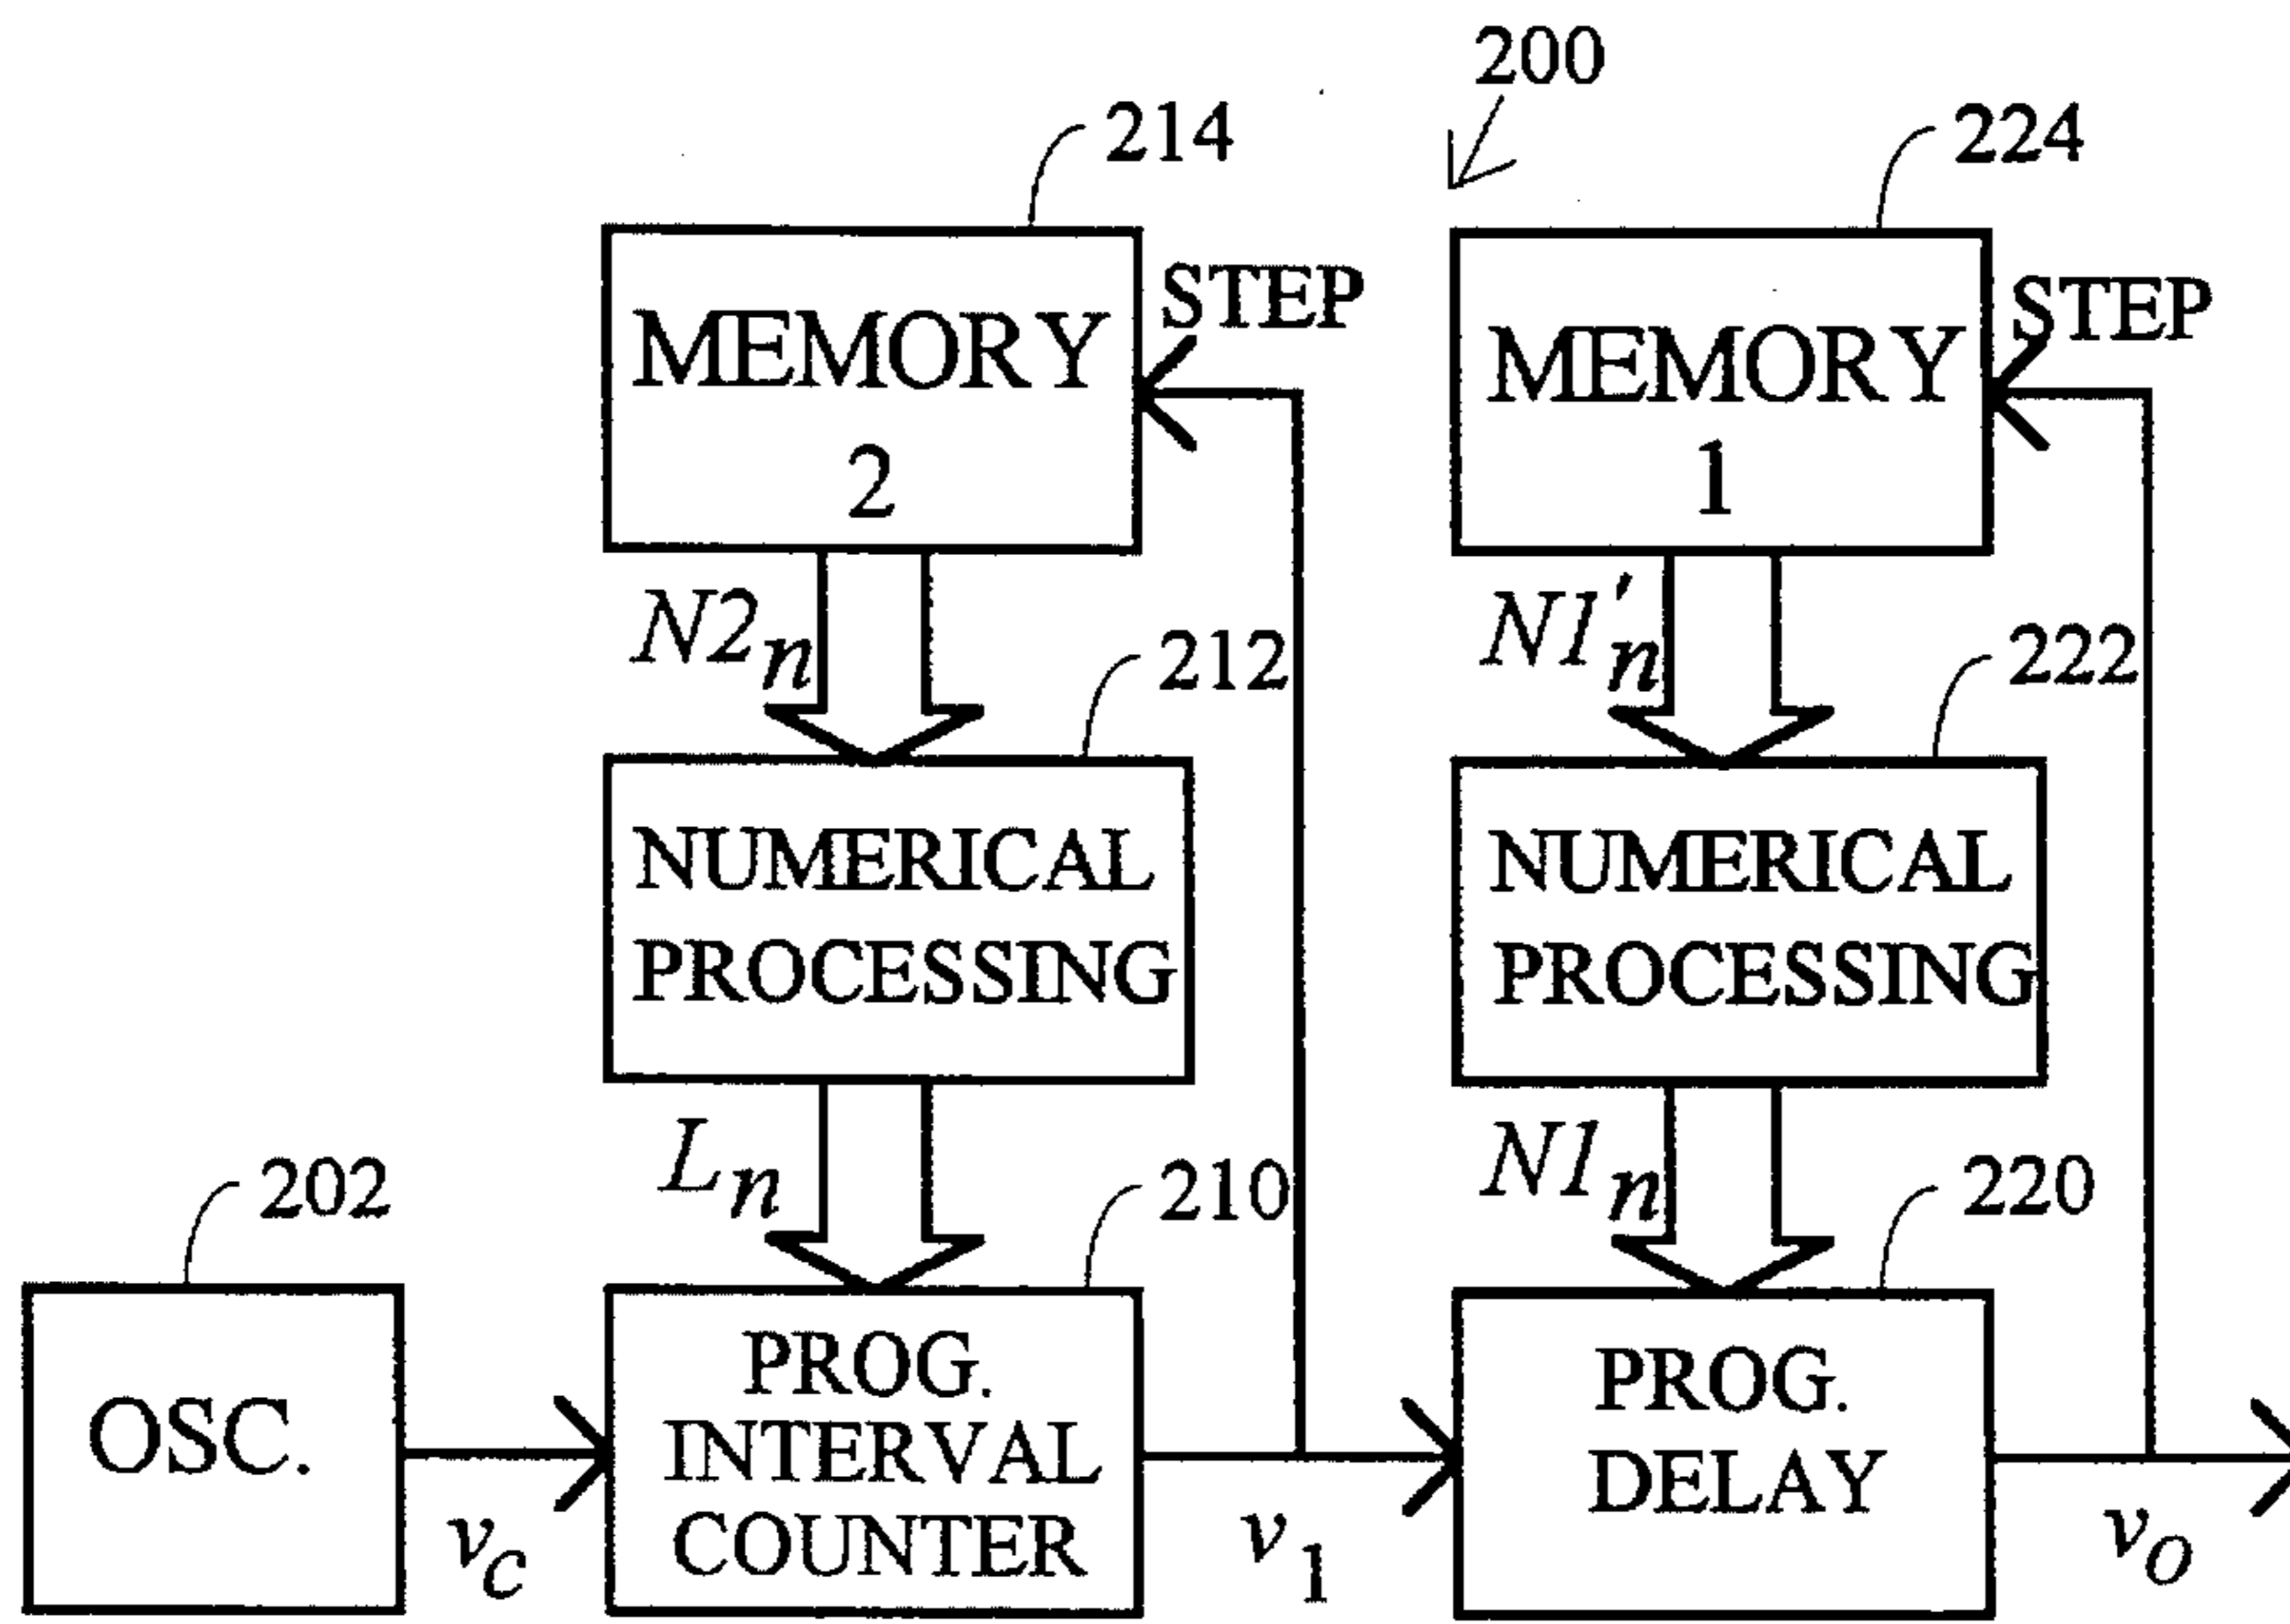 200
214
224
MEMORY
2
STEP
MEMORY
1
STEP
N2n
N1'n
212
222
NUMERICAL
PROCESSING
NUMERICAL
PROCESSING
Ln
N1n
202
210
220
OSC.
PROG.
INTERVAL
COUNTER
PROG.
DELAY
vc
v1
vO